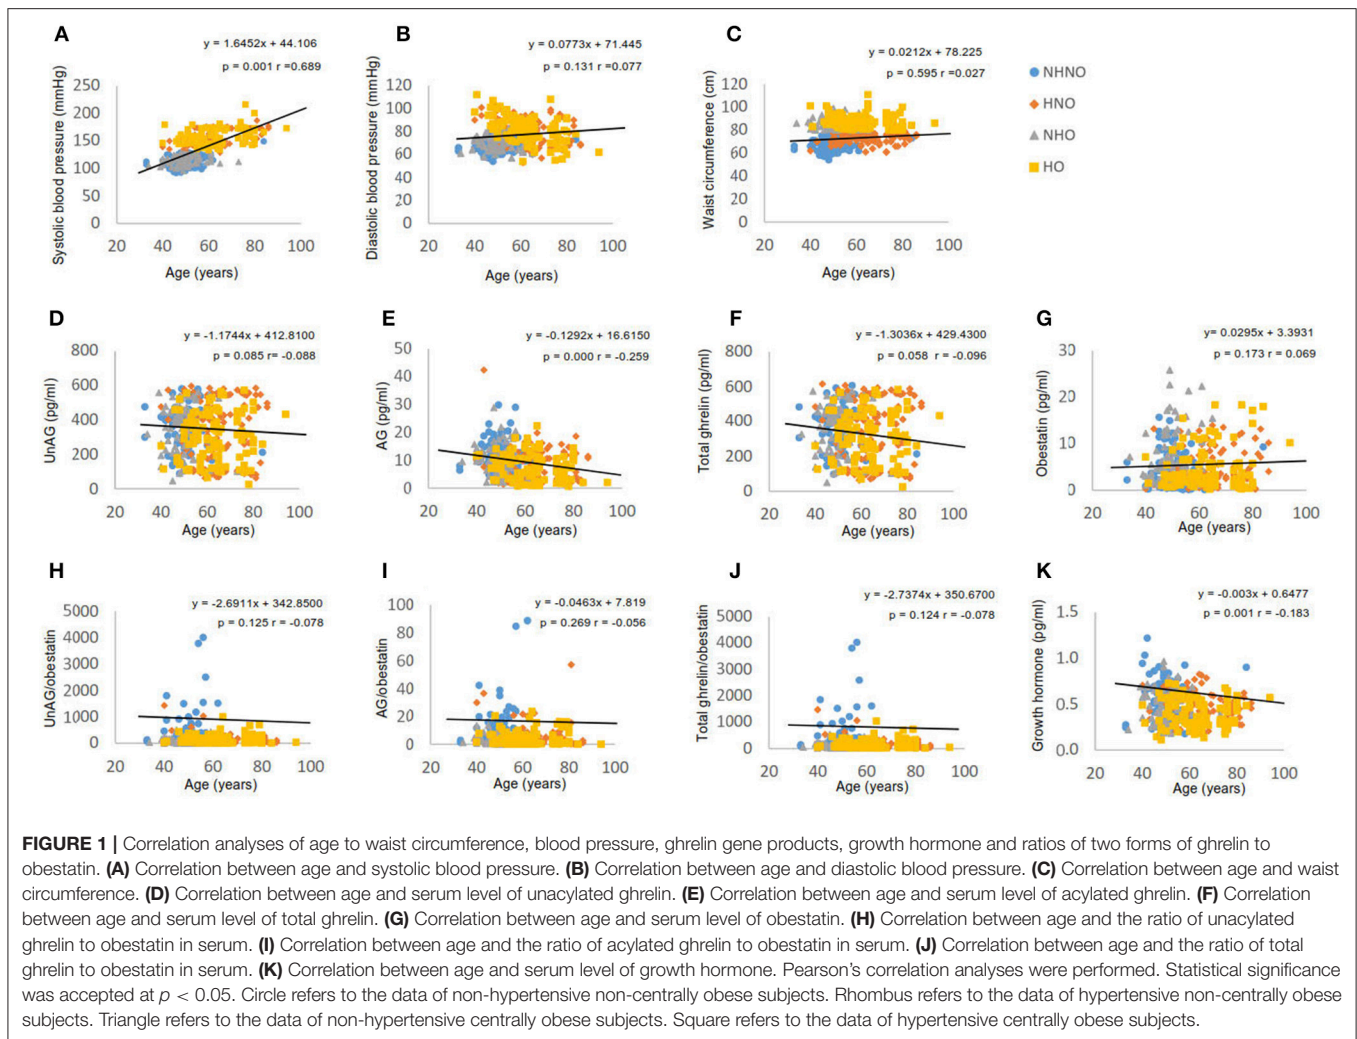 A
y = 1.6452x + 44.106
p = 0.001 r =0.689
Systolic blood pressure (mmHg)
250
200
150
100
50
0
20 40 60 80 100
Age (years)
B
y = 0.0773x + 71.445
p = 0.131 r =0.077
Diastolic blood pressure (mmHg)
120
100
80
60
40
20
0
20 40 60 80 100
Age (years)
C
y = 0.0212x + 78.225
p = 0.595 r =0.027
Waist circumference (cm)
120
100
80
60
40
20
0
20 40 60 80 100
Age (years)
NHNO
HNO
NHO
HO
D
y = -1.1744x + 412.8100
p = 0.085 r= -0.088
UnAG (pg/ml)
800
600
400
200
0
20 40 60 80 100
Age (years)
E
y = -0.1292x + 16.6150
p = 0.000 r = -0.259
AG (pg/ml)
50
40
30
20
10
0
20 40 60 80 100
Age (years)
F
y = -1.3036x + 429.4300
p = 0.058 r = -0.096
Total ghrelin (pg/ml)
800
600
400
200
0
20 40 60 80 100
Age (years)
G
y = 0.0295x + 3.3931
p = 0.173 r = 0.069
Obestatin (pg/ml)
30
20
10
0
20 40 60 80 100
Age (years)
H
y = -2.6911x + 342.8500
p = 0.125 r = -0.078
UnAG/obestatin
5000
4000
3000
2000
1000
0
20 40 60 80 100
Age (years)
I
y = -0.0463x + 7.819
p = 0.269 r = -0.056
AG/obestatin
100
80
60
40
20
0
20 40 60 80 100
Age (years)
J
y = -2.7374x + 350.6700
p = 0.124 r = -0.078
Total ghrelin/obestatin
5000
4000
3000
2000
1000
0
20 40 60 80 100
Age (years)
K
y = -0.003x + 0.6477
p = 0.001 r = -0.183
Growth hormone (pg/ml)
1.5
1.0
0.5
0.0
20 40 60 80 100
Age (years)
FIGURE 1 | Correlation analyses of age to waist circumference, blood pressure, ghrelin gene products, growth hormone and ratios of two forms of ghrelin to
obestatin. (A) Correlation between age and systolic blood pressure. (B) Correlation between age and diastolic blood pressure. (C) Correlation between age and waist
circumference. (D) Correlation between age and serum level of unacylated ghrelin. (E) Correlation between age and serum level of acylated ghrelin. (F) Correlation
between age and serum level of total ghrelin. (G) Correlation between age and serum level of obestatin. (H) Correlation between age and the ratio of unacylated
ghrelin to obestatin in serum. (I) Correlation between age and the ratio of acylated ghrelin to obestatin in serum. (J) Correlation between age and the ratio of total
ghrelin to obestatin in serum. (K) Correlation between age and serum level of growth hormone. Pearson's correlation analyses were performed. Statistical significance
was accepted at p < 0.05. Circle refers to the data of non-hypertensive non-centrally obese subjects. Rhombus refers to the data of hypertensive non-centrally obese
subjects. Triangle refers to the data of non-hypertensive centrally obese subjects. Square refers to the data of hypertensive centrally obese subjects.